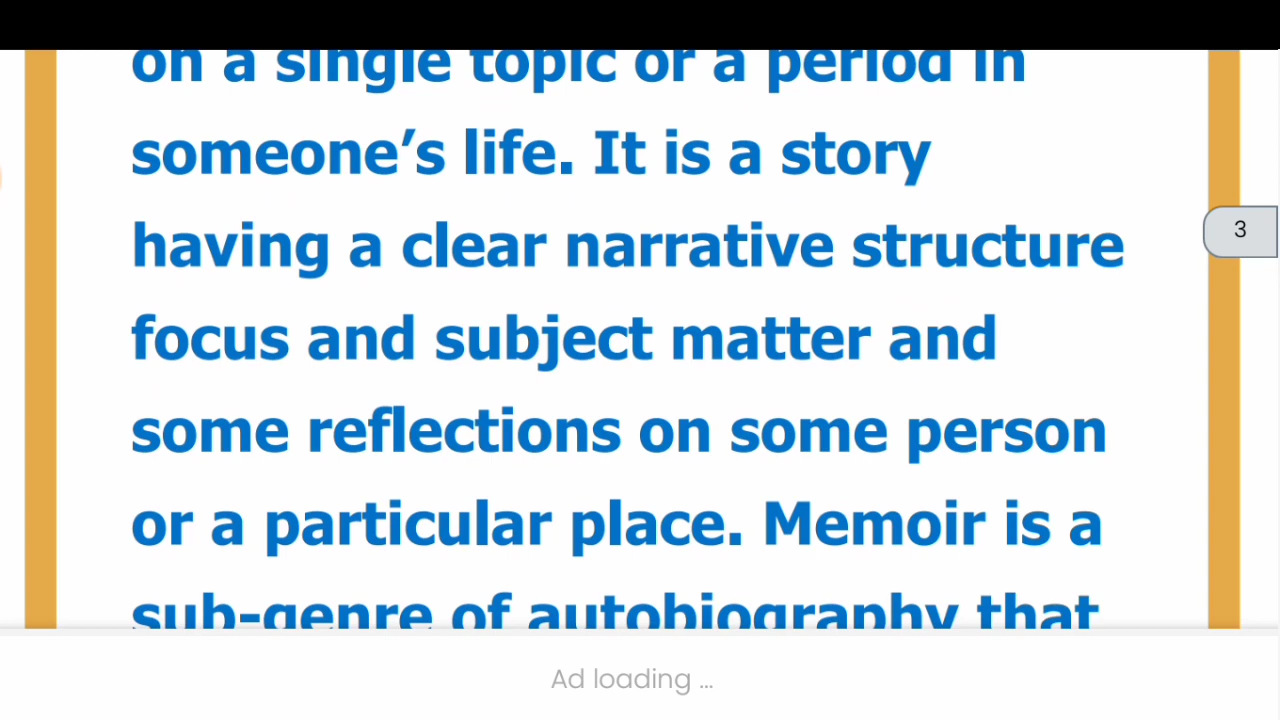 on a single topic or a period in
someone’s life. It is a story
having a clear narrative structure
3
focus and subject matter and
some reflections on some person
or a particular place. Memoir is a
sub-genre of autobiography that
Ad loading ...